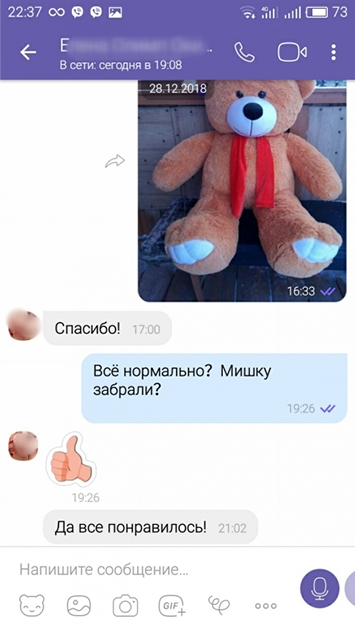 22:37 4G 73
Е
В сети: сегодня в 19:08
28.12.2018
16:33
Спасибо! 17:00
Всё нормально? Мишку
забрали?
19:26
19:26
Да все понравилось! 21:02
Напишите сообщение...
GIF